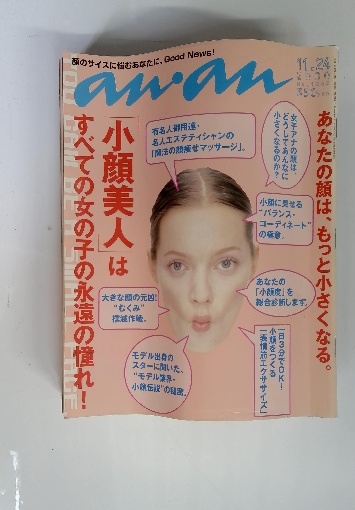 顔のサイズに悩むあなたに、Good News!
an・an
11・24
あなたの顔は、もっと小さくなる。
女子アナの顔は、
どうしてあんなに
小さくなるのか?
有名人御用達・
名人エステティシャンの
「魔法の顔痩せマッサージ」。
「小顔美人」は
すべての女の子の永遠の憧れ!
小顔に見せる
"バランス・
コーディネート"
の極意。
あなたの
「小顔度」を
総合診断します。
大きな顔の元凶!
"むくみ"
撲滅作戦。
一日3分でOK!
小顔をつくる
「表情筋エクササイズ」
モデル出身の
スターに聞いた、
"モデル業界・
小顔伝説"の秘密。